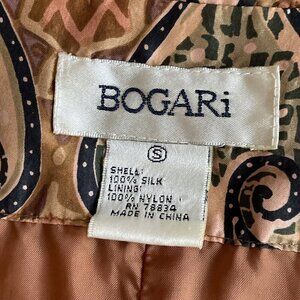 BOGARi
S
SHELL:
100% SILK
LINING:
100% NYLON
RN 78834
MADE IN CHINA